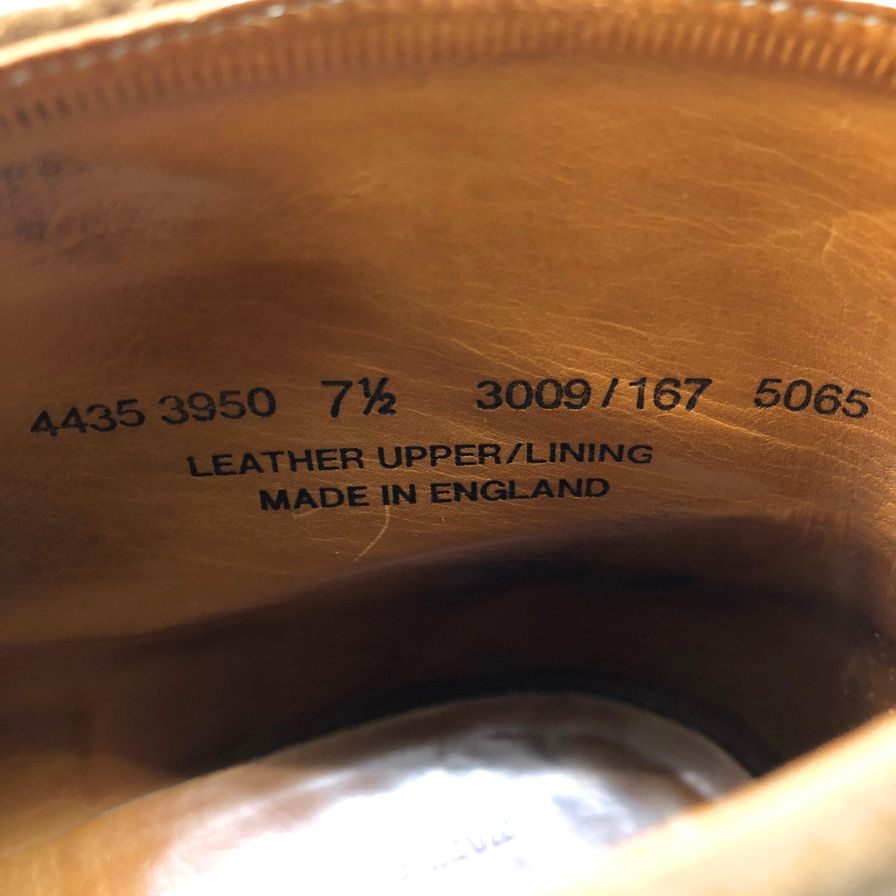 4435 3950 7½ 3009/167 5065
LEATHER UPPER/LINING
MADE IN ENGLAND